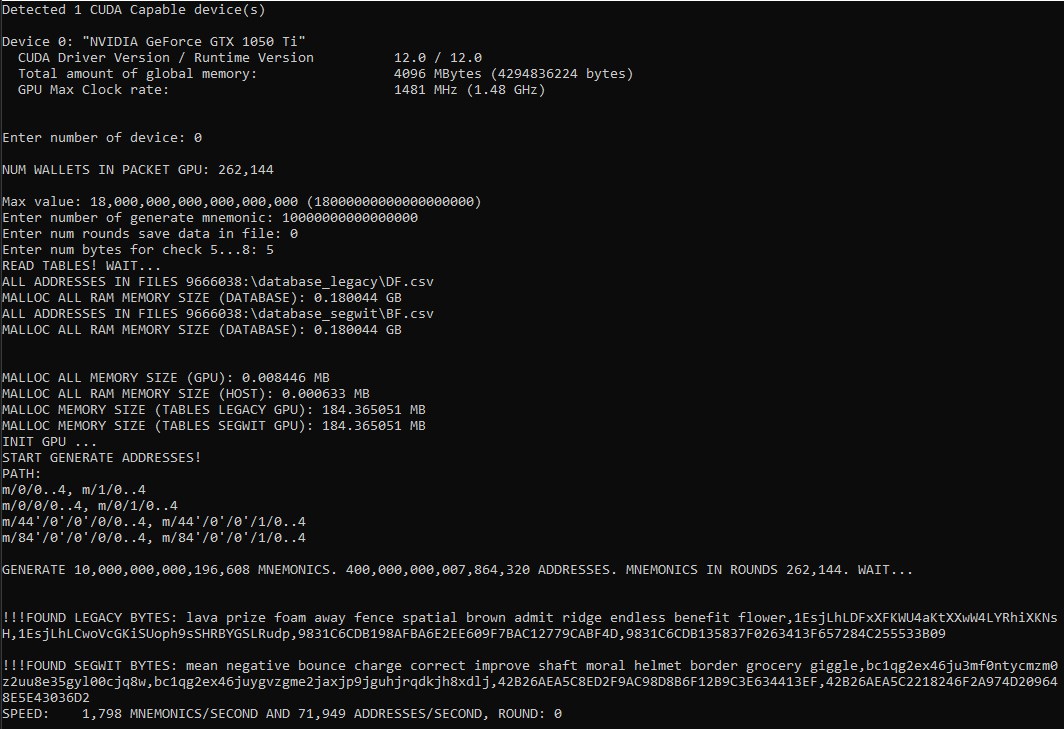 Detected 1 CUDA Capable device(s)
Device 0: "NVIDIA GeForce GTX 1050 Ti"
CUDA Driver Version / Runtime Version 12.0 / 12.0
Total amount of global memory: 4096 MBytes (4294836224 bytes)
GPU Max Clock rate: 1481 MHz (1.48 GHz)
Enter number of device: 0
NUM WALLETS IN PACKET GPU: 262,144
Max value: 18,000,000,000,000,000,000 (18000000000000000000)
Enter number of generate mnemonic: 10000000000000000
Enter num rounds save data in file: 0
Enter num bytes for check 5...8: 5
READ TABLES! WAIT...
ALL ADDRESSES IN FILES 9666038:\database_legacy\DF.csv
MALLOC ALL RAM MEMORY SIZE (DATABASE): 0.180044 GB
ALL ADDRESSES IN FILES 9666038:\database_segwit\BF.csv
MALLOC ALL RAM MEMORY SIZE (DATABASE): 0.180044 GB
MALLOC ALL MEMORY SIZE (GPU): 0.008446 MB
MALLOC ALL RAM MEMORY SIZE (HOST): 0.000633 MB
MALLOC MEMORY SIZE (TABLES LEGACY GPU): 184.365051 MB
MALLOC MEMORY SIZE (TABLES SEGWIT GPU): 184.365051 MB
INIT GPU ...
START GENERATE ADDRESSES!
PATH:
m/0/0..4, m/1/0..4
m/0/0/0..4, m/0/1/0..4
m/44'/0'/0'/0/0..4, m/44'/0'/0'/1/0..4
m/84'/0'/0'/0/0..4, m/84'/0'/0'/1/0..4
GENERATE 10,000,000,000,196,608 MNEMONICS. 400,000,000,007,864,320 ADDRESSES. MNEMONICS IN ROUNDS 262,144. WAIT...
!!!FOUND LEGACY BYTES: lava prize foam away fence spatial brown admit ridge endless benefit flower,1EsjLhLDFxXFKWU4aKtXXwW4LYRhiXKNs
H,1EsjLhLCwoVcGKiSUoph9sSHRBYGSLRudp,9831C6CDB198AFBA6E2EE609F7BAC12779CABF4D,9831C6CDB135837F0263413F657284C255533B09
!!!FOUND SEGWIT BYTES: mean negative bounce charge correct improve shaft moral helmet border grocery giggle,bc1qg2ex46ju3mf0ntycmzm0
z2uu8e35gyl00cjq8w,bc1qg2ex46juygvzgme2jaxjp9jguhjrqdkjh8xdlj,42B26AEA5C8ED2F9AC98D8B6F12B9C3E634413EF,42B26AEA5C2218246F2A974D20964
8E5E43036D2
SPEED: 1,798 MNEMONICS/SECOND AND 71,949 ADDRESSES/SECOND, ROUND: 0